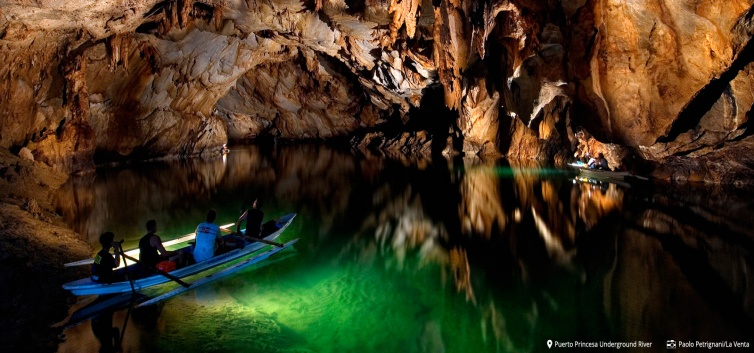 Puerto Princesa Underground River
Paolo Petrignani/La Venta